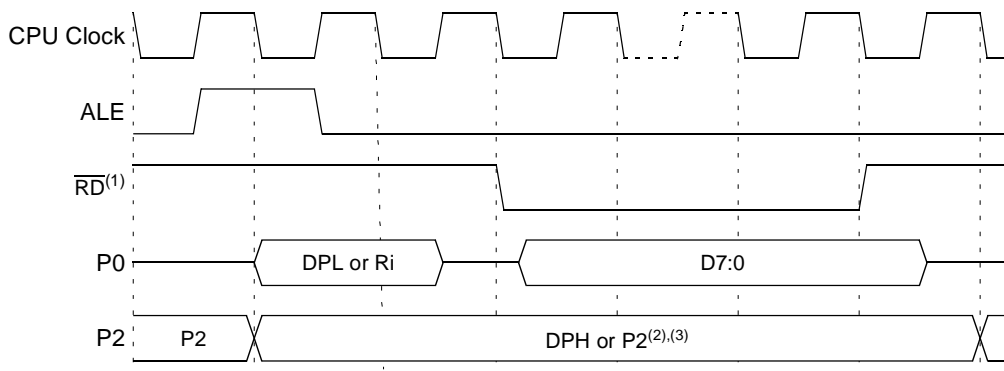 CPU Clock
ALE
RD(1)
P0 DPL or Ri D7:0
P2 P2 DPH or P2(2),(3)